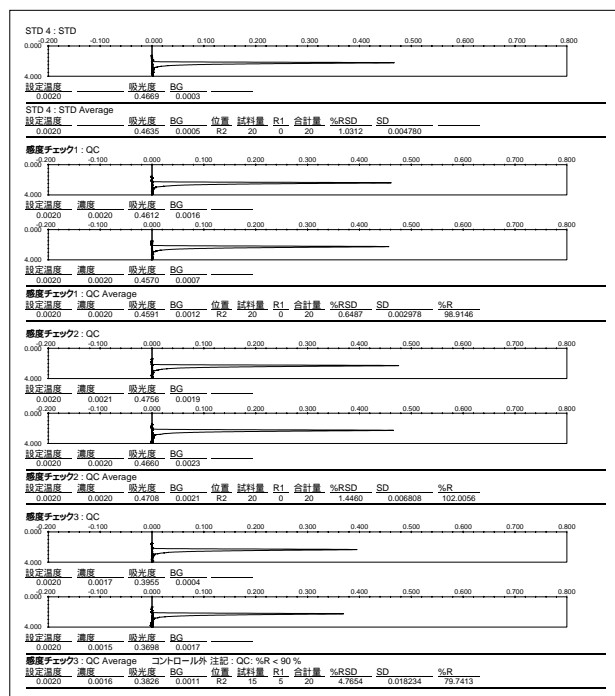 STD 4 : STD
-0.200 -0.100 0.000 0.100 0.200 0.300 0.400 0.500 0.600 0.700 0.800
0.000
4.000
設定温度 吸光度 BG
0.0020 0.4669 0.0003
STD 4 : STD Average
設定温度 吸光度 BG 位置 試料量 R1 合計量 %RSD SD
0.0020 0.4635 0.0005 R2 20 0 20 1.0312 0.004780
感度チェック1 : QC
-0.200 -0.100 0.000 0.100 0.200 0.300 0.400 0.500 0.600 0.700 0.800
0.000
4.000
設定温度 濃度 吸光度 BG
0.0020 0.0020 0.4612 0.0016
-0.200 -0.100 0.000 0.100 0.200 0.300 0.400 0.500 0.600 0.700 0.800
0.000
4.000
設定温度 濃度 吸光度 BG
0.0020 0.0020 0.4570 0.0007
感度チェック1 : QC Average
設定温度 濃度 吸光度 BG 位置 試料量 R1 合計量 %RSD SD %R
0.0020 0.0020 0.4591 0.0012 R2 20 0 20 0.6487 0.002978 98.9146
感度チェック2 : QC
-0.200 -0.100 0.000 0.100 0.200 0.300 0.400 0.500 0.600 0.700 0.800
0.000
4.000
設定温度 濃度 吸光度 BG
0.0020 0.0021 0.4756 0.0019
-0.200 -0.100 0.000 0.100 0.200 0.300 0.400 0.500 0.600 0.700 0.800
0.000
4.000
設定温度 濃度 吸光度 BG
0.0020 0.0020 0.4660 0.0023
感度チェック2 : QC Average
設定温度 濃度 吸光度 BG 位置 試料量 R1 合計量 %RSD SD %R
0.0020 0.0020 0.4708 0.0021 R2 20 0 20 1.4460 0.006808 102.0056
感度チェック3 : QC
-0.200 -0.100 0.000 0.100 0.200 0.300 0.400 0.500 0.600 0.700 0.800
0.000
4.000
設定温度 濃度 吸光度 BG
0.0020 0.0017 0.3955 0.0004
-0.200 -0.100 0.000 0.100 0.200 0.300 0.400 0.500 0.600 0.700 0.800
0.000
4.000
設定温度 濃度 吸光度 BG
0.0020 0.0015 0.3698 0.0017
感度チェック3 : QC Average コントロール外 注記 : QC: %R < 90 %
設定温度 濃度 吸光度 BG 位置 試料量 R1 合計量 %RSD SD %R
0.0020 0.0016 0.3826 0.0011 R2 15 5 20 4.7654 0.018234 79.7413